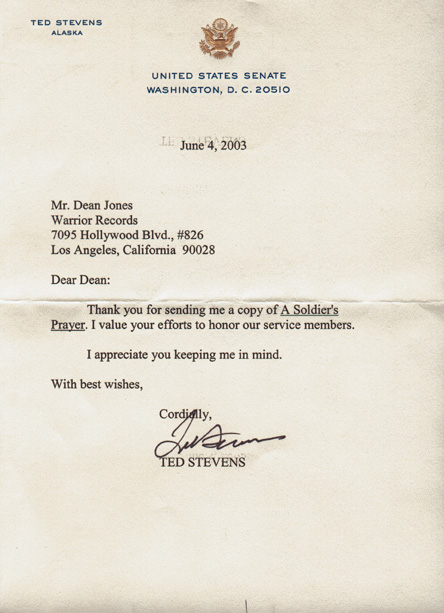 TED STEVENS
ALASKA
UNITED STATES SENATE
WASHINGTON, D. C. 20510
June 4, 2003
Mr. Dean Jones
Warrior Records
7095 Hollywood Blvd., #826
Los Angeles, California 90028
Dear Dean:
Thank you for sending me a copy of A Soldier's
Prayer. I value your efforts to honor our service members.
I appreciate you keeping me in mind.
With best wishes,
Cordially,
Ted Stevens
TED STEVENS